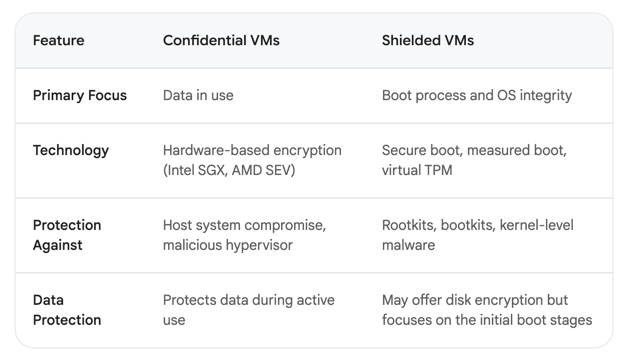 Feature Confidential VMs Shielded VMs
Primary Focus Data in use Boot process and OS integrity
Technology Hardware-based encryption Secure boot, measured boot,
(Intel SGX, AMD SEV) virtual TPM
Protection Host system compromise, Rootkits, bootkits, kernel-level
Against malicious hypervisor malware
Data Protects data during active May offer disk encryption but
Protection use focuses on the initial boot stages